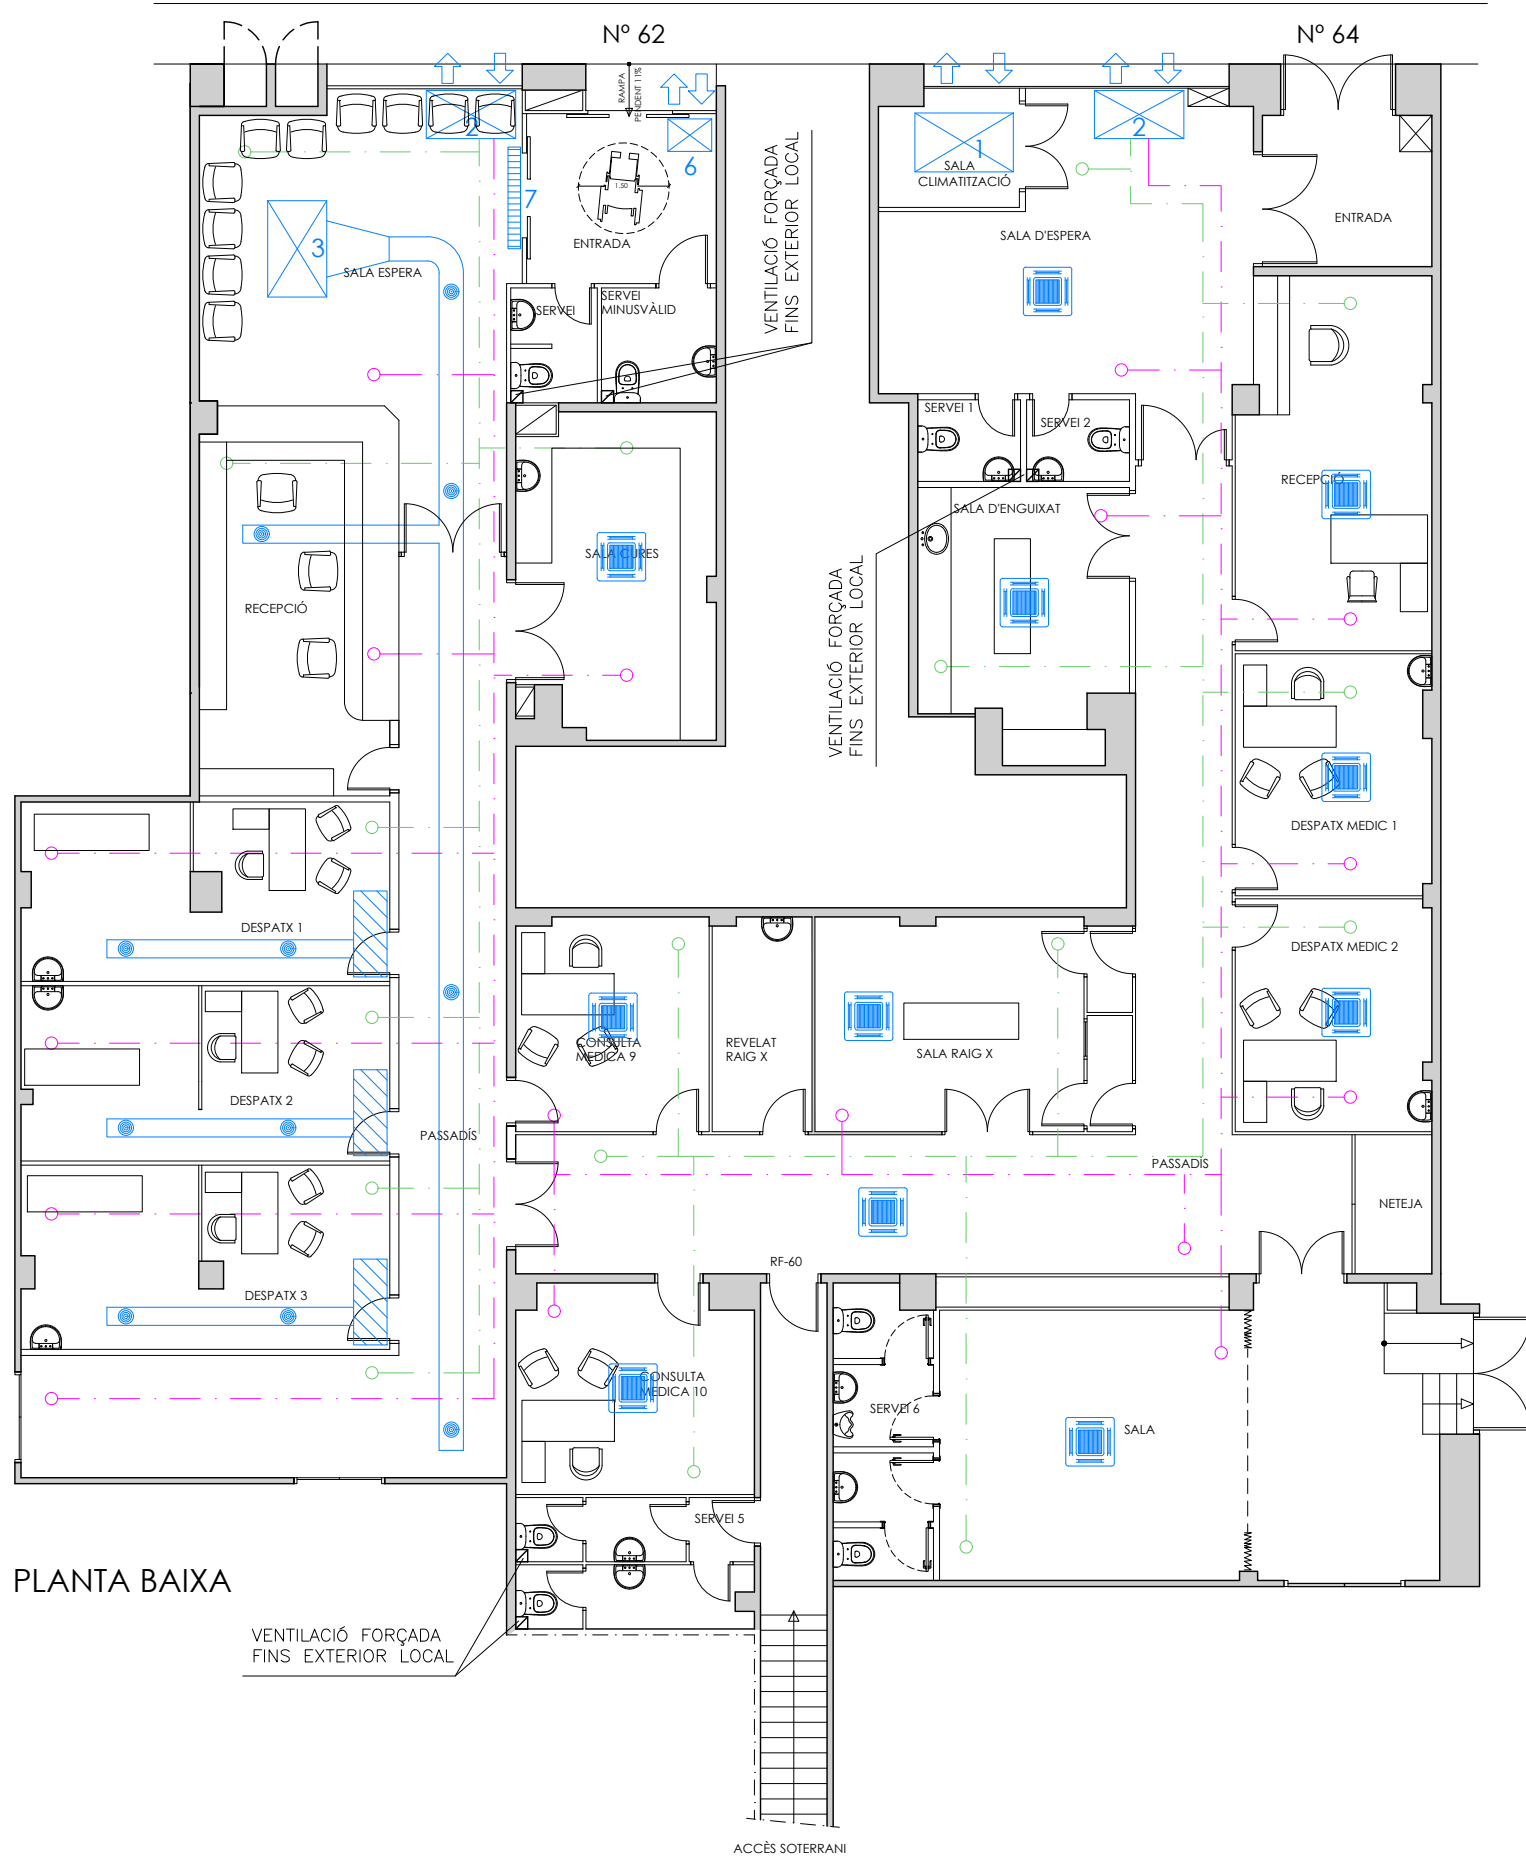 Nº 62
Nº 64
RAMPA
PENDENT 11%
2
6
7
1.50
ENTRADA
3
SALA ESPERA
SERVEI
SERVEI
MINUSVÀLID
VENTILACIÓ FORÇADA
FINS EXTERIOR LOCAL
1
2
SALA
CLIMATITZACIÓ
SALA D'ESPERA
ENTRADA
SERVEI 1
SERVEI 2
SALA D'ENGUIXAT
RECEPCIÓ
SALA CURES
VENTILACIÓ FORÇADA
FINS EXTERIOR LOCAL
RECEPCIÓ
DESPATX MEDIC 1
DESPATX 1
DESPATX MEDIC 2
CONSULTA
MEDICA 9
REVELAT
RAIG X
SALA RAIG X
DESPATX 2
PASSADÍS
PASSADÍS
NETEJA
RF-60
DESPATX 3
CONSULTA
MEDICA 10
SERVEI 6
SALA
SERVEI 5
PLANTA BAIXA
VENTILACIÓ FORÇADA
FINS EXTERIOR LOCAL
ACCÈS SOTERRANI